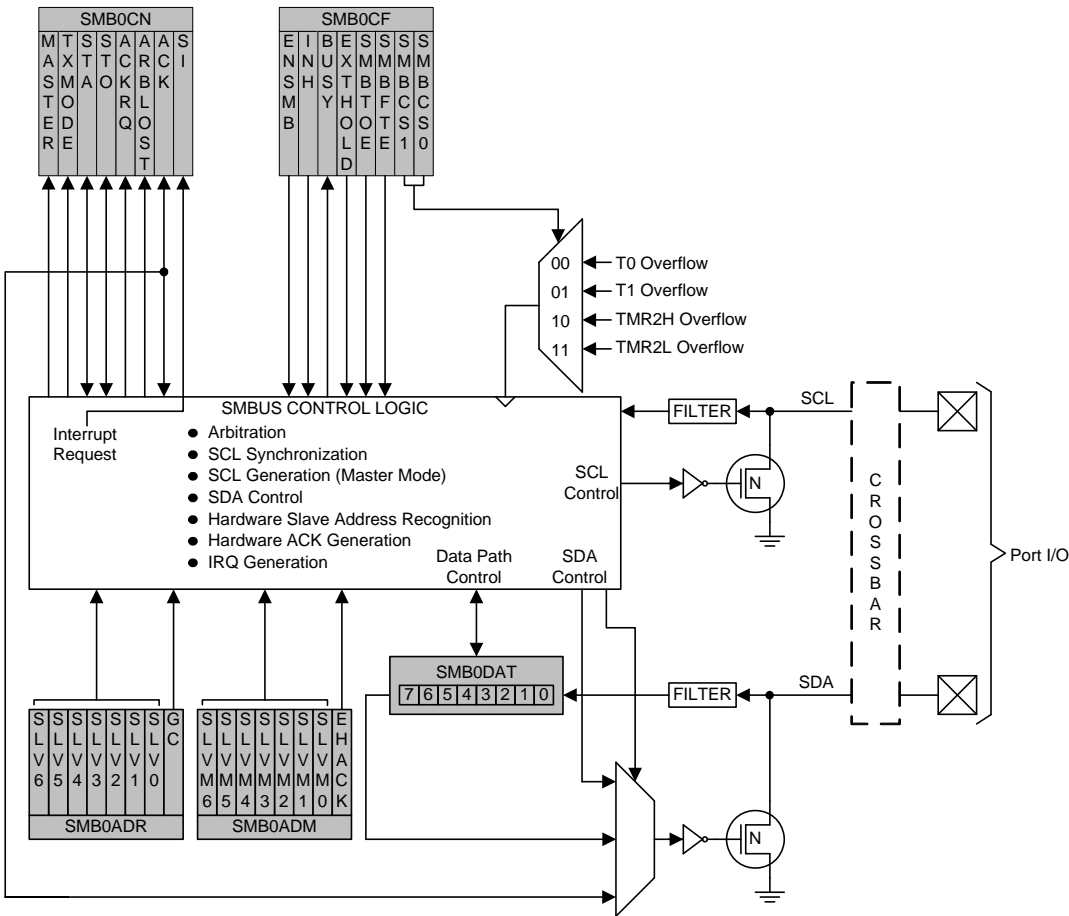 SMB0CN
MASTER
TXMODE
STA
STO
ACKRQ
ARBLOST
ACK
SI
SMB0CF
ENSMB
INH
BUSY
EXTHOLD
SMBTOE
SMBFTE
SMBCS1
SMBCS0
00
T0 Overflow
01
T1 Overflow
10
TMR2H Overflow
11
TMR2L Overflow
SMBUS CONTROL LOGIC
Interrupt
Request
● Arbitration
● SCL Synchronization
● SCL Generation (Master Mode)
● SDA Control
● Hardware Slave Address Recognition
● Hardware ACK Generation
● IRQ Generation
SCL
Control
Data Path
Control
SDA
Control
FILTER
SCL
N
CROSSBAR
Port I/O
SMB0DAT
7 6 5 4 3 2 1 0
FILTER
SDA
N
SLV6
SLV5
SLV4
SLV3
SLV2
SLV1
SLV0
GC
SMB0ADR
SLVM6
SLVM5
SLVM4
SLVM3
SLVM2
SLVM1
SLVM0
EHACK
SMB0ADM